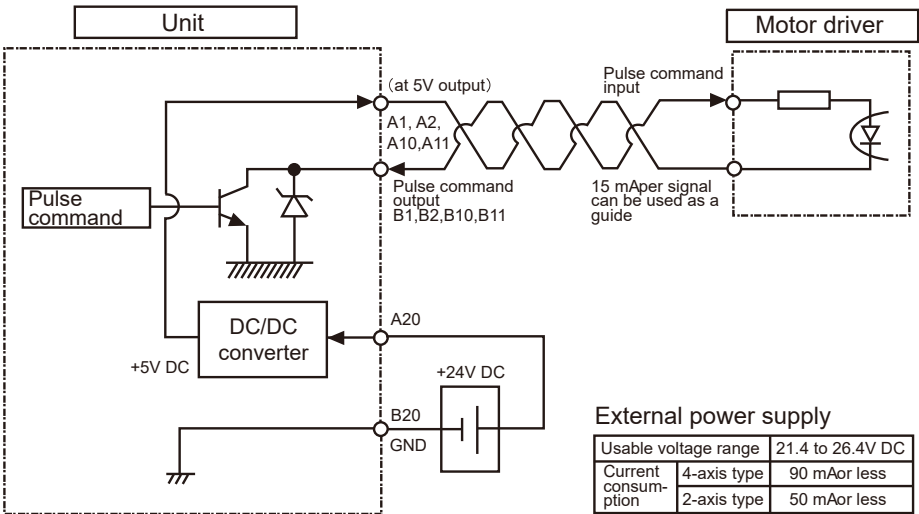 Unit
Motor driver
(at 5V output)
Pulse command
input
A1, A2,
A10,A11
Pulse
command
Pulse command
output
B1,B2,B10,B11
15 mAper signal
can be used as a
guide
DC/DC
converter
+5V DC
A20
+24V DC
B20
GND
External power supply
Usable voltage range 21.4 to 26.4V DC
Current
consum-
ption
4-axis type 90 mAor less
2-axis type 50 mAor less